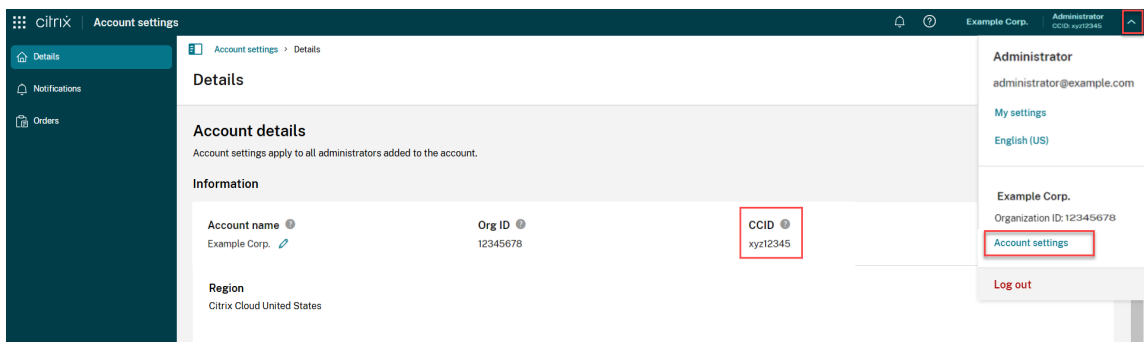 citrix Account settings
Example Corp.
Administrator
CCID: xyz12345
Details
Notifications
Orders
Account settings > Details
Details
Account details
Account settings apply to all administrators added to the account.
Information
Account name
Example Corp.
Org ID
12345678
CCID
xyz12345
Region
Citrix Cloud United States
Administrator
administrator@example.com
My settings
English (US)
Example Corp.
Organization ID: 12345678
Account settings
Log out